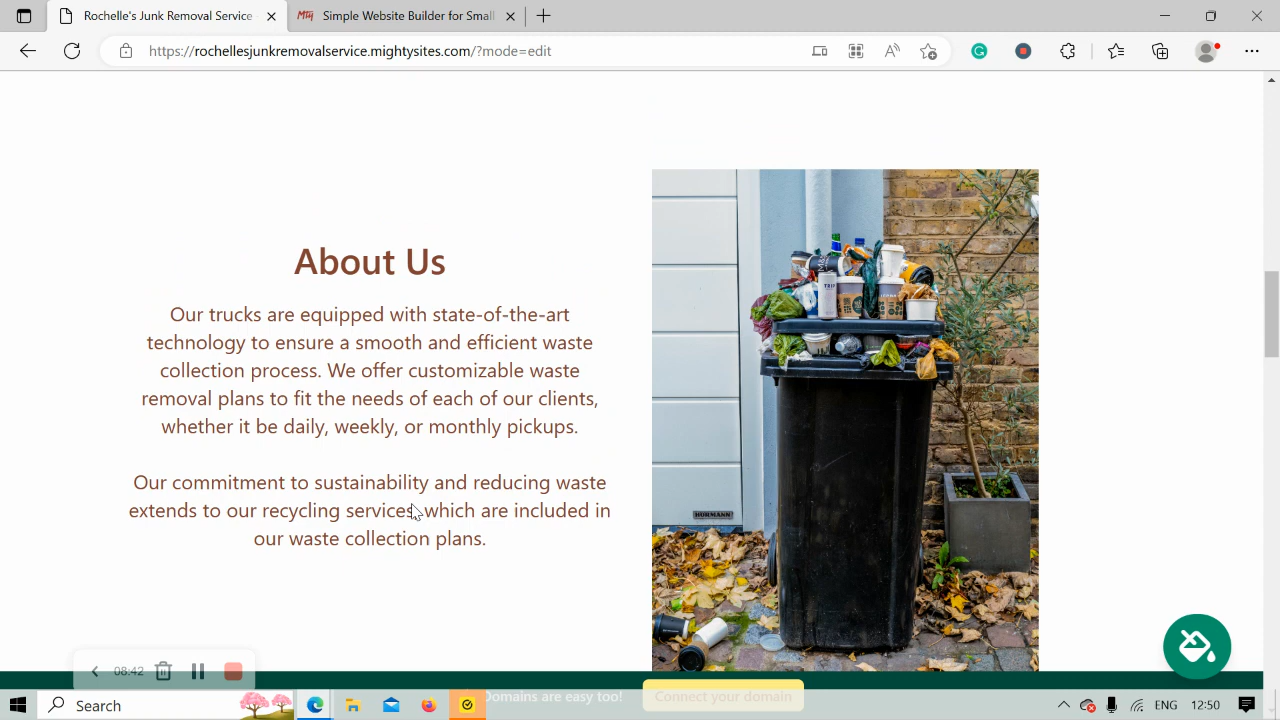 Rochelle's Junk Removal Service
Simple Website Builder for Small
https://rochellesjunkremovalservice.mightysites.com/?mode=edit
About Us
Our trucks are equipped with state-of-the-art
technology to ensure a smooth and efficient waste
collection process. We offer customizable waste
removal plans to fit the needs of each of our clients,
whether it be daily, weekly, or monthly pickups.
Our commitment to sustainability and reducing waste
extends to our recycling services which are included in
our waste collection plans.
HÖRMANN
08:42
Domains are easy too!
Connect your domain
Search
ENG
12:50